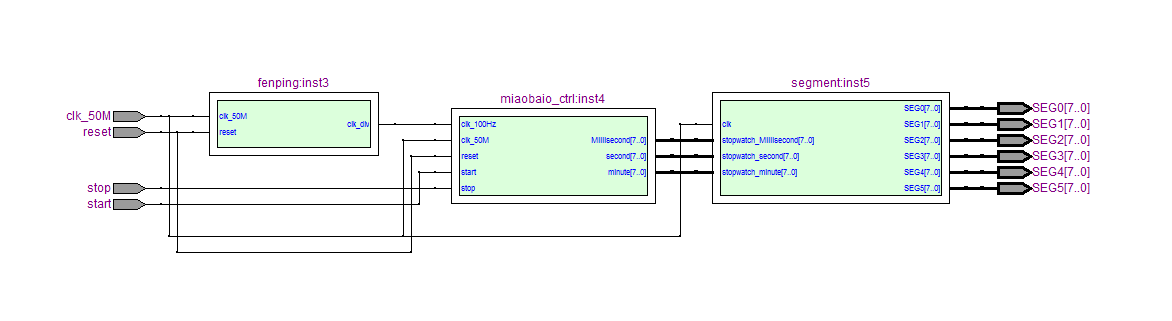 fenping:inst3
clk_50M
reset
clk_50M
reset
clk_div
stop
start
miaobaio_ctrl:inst4
clk_100Hz
clk_50M
reset
start
stop
Millisecond[7..0]
second[7..0]
minute[7..0]
segment:inst5
clk
stopwatch_Millisecond[7..0]
stopwatch_second[7..0]
stopwatch_minute[7..0]
SEG0[7..0]
SEG1[7..0]
SEG2[7..0]
SEG3[7..0]
SEG4[7..0]
SEG5[7..0]
SEG0[7..0]
SEG1[7..0]
SEG2[7..0]
SEG3[7..0]
SEG4[7..0]
SEG5[7..0]